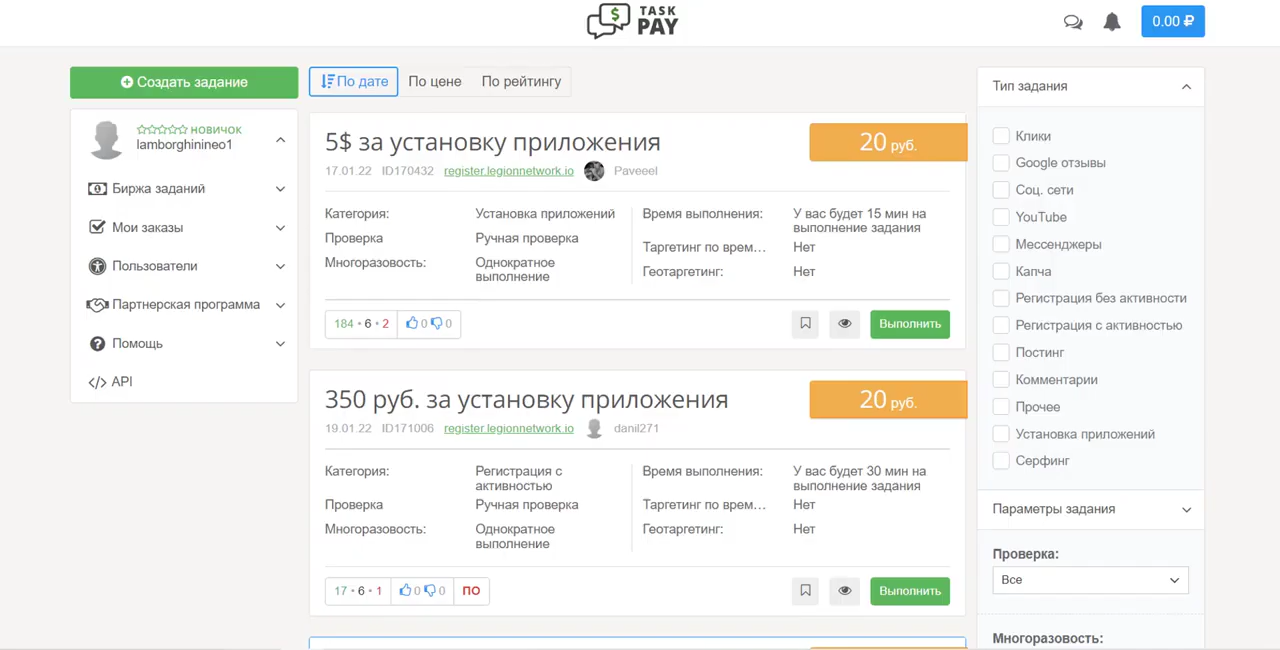 TASK
PAY
0.00 ₽
Создать задание
По дате По цене По рейтингу
Тип задания
новичок
lamborghinineo1
Биржа заданий
Мои заказы
Пользователи
Партнерская программа
Помощь
</> API
5$ за установку приложения
20 руб.
17.01.22 ID170432 register.legionnetwork.io Paveeel
Категория: Установка приложений
Проверка Ручная проверка
Многоразовость: Однократное
выполнение
Время выполнения: У вас будет 15 мин на
выполнение задания
Таргетинг по врем… Нет
Геотаргетинг: Нет
184 • 6 • 2 0 0
Выполнить
350 руб. за установку приложения
20 руб.
19.01.22 ID171006 register.legionnetwork.io danil271
Категория: Регистрация с
активностью
Проверка Ручная проверка
Многоразовость: Однократное
выполнение
Время выполнения: У вас будет 30 мин на
выполнение задания
Таргетинг по врем… Нет
Геотаргетинг: Нет
17 • 6 • 1 0 0 ПО
Выполнить
Клики
Google отзывы
Соц. сети
YouTube
Мессенджеры
Капча
Регистрация без активности
Регистрация с активностью
Постинг
Комментарии
Прочее
Установка приложений
Серфинг
Параметры задания
Проверка:
Все
Многоразовость: